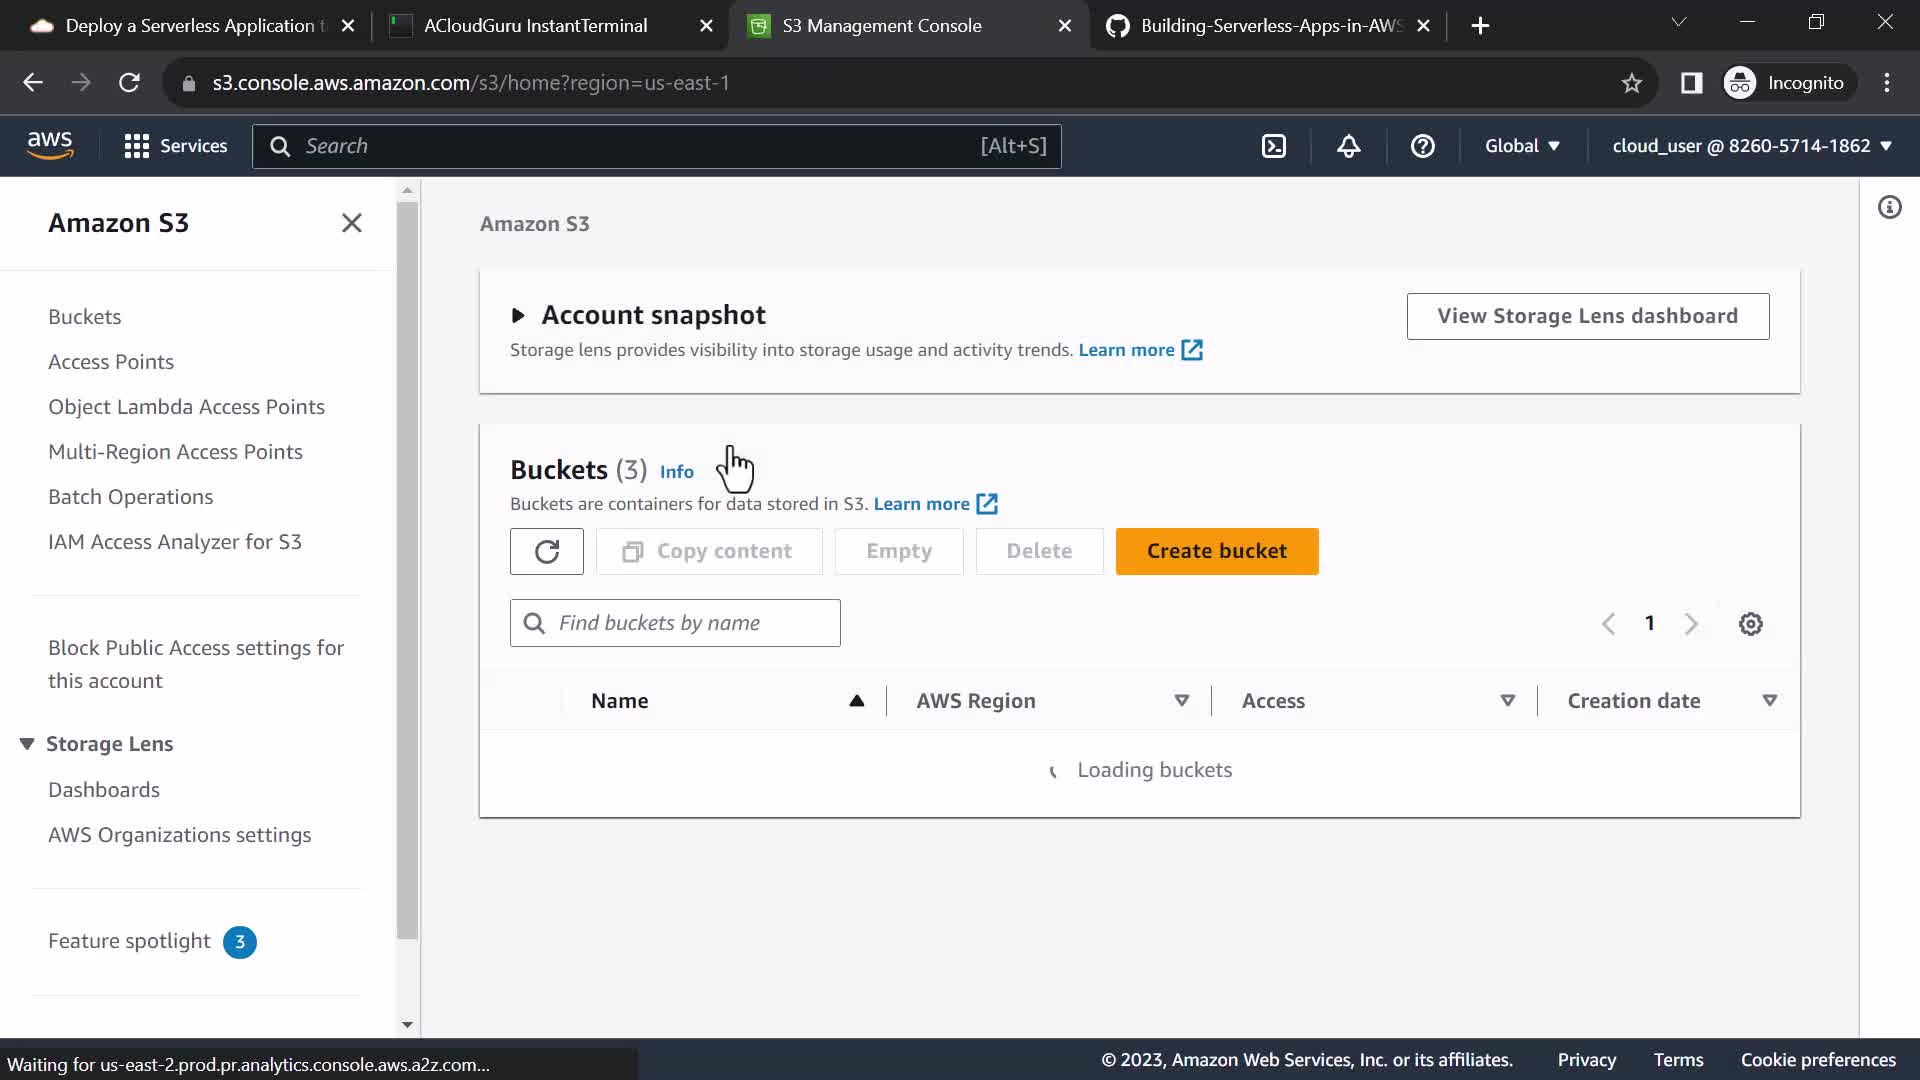 Deploy a Serverless Application t
ACloudGuru InstantTerminal
S3 Management Console
Building-Serverless-Apps-in-AWS
s3.console.aws.amazon.com/s3/home?region=us-east-1
Incognito
aws
Services
Search
[Alt+S]
Global
cloud_user @ 8260-5714-1862
Amazon S3
Buckets
Access Points
Object Lambda Access Points
Multi-Region Access Points
Batch Operations
IAM Access Analyzer for S3
Block Public Access settings for
this account
Storage Lens
Dashboards
AWS Organizations settings
Feature spotlight 3
Amazon S3
Account snapshot
Storage lens provides visibility into storage usage and activity trends. Learn more
View Storage Lens dashboard
Buckets (3) Info
Buckets are containers for data stored in S3. Learn more
Copy content
Empty
Delete
Create bucket
Find buckets by name
1
Name
AWS Region
Access
Creation date
Loading buckets
Waiting for us-east-2.prod.pr.analytics.console.aws.a2z.com...
© 2023, Amazon Web Services, Inc. or its affiliates.
Privacy
Terms
Cookie preferences